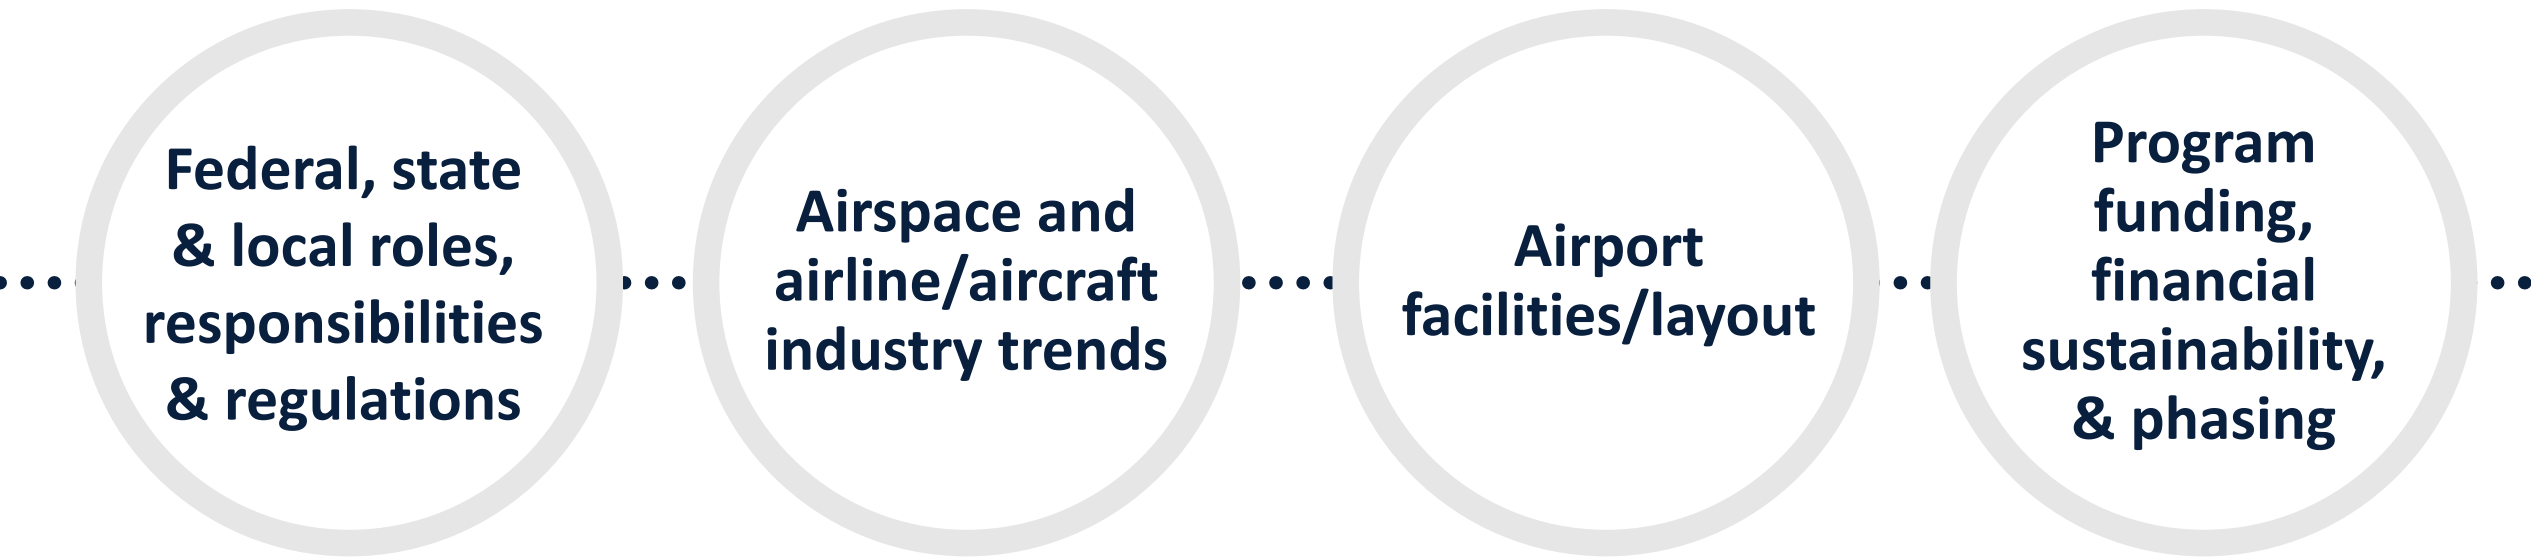 Federal, state
& local roles,
responsibilities
& regulations
Airspace and
airline/aircraft
industry trends
Airport
facilities/layout
Program
funding,
financial
sustainability,
& phasing